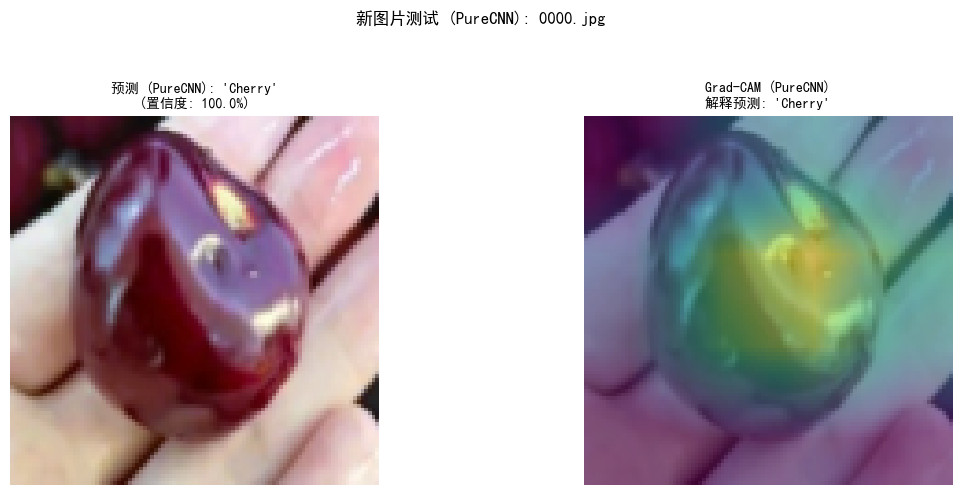 新图片测试 (PureCNN): 0000.jpg
预测 (PureCNN): 'Cherry'
(置信度: 100.0%)
Grad-CAM (PureCNN)
解释预测: 'Cherry'